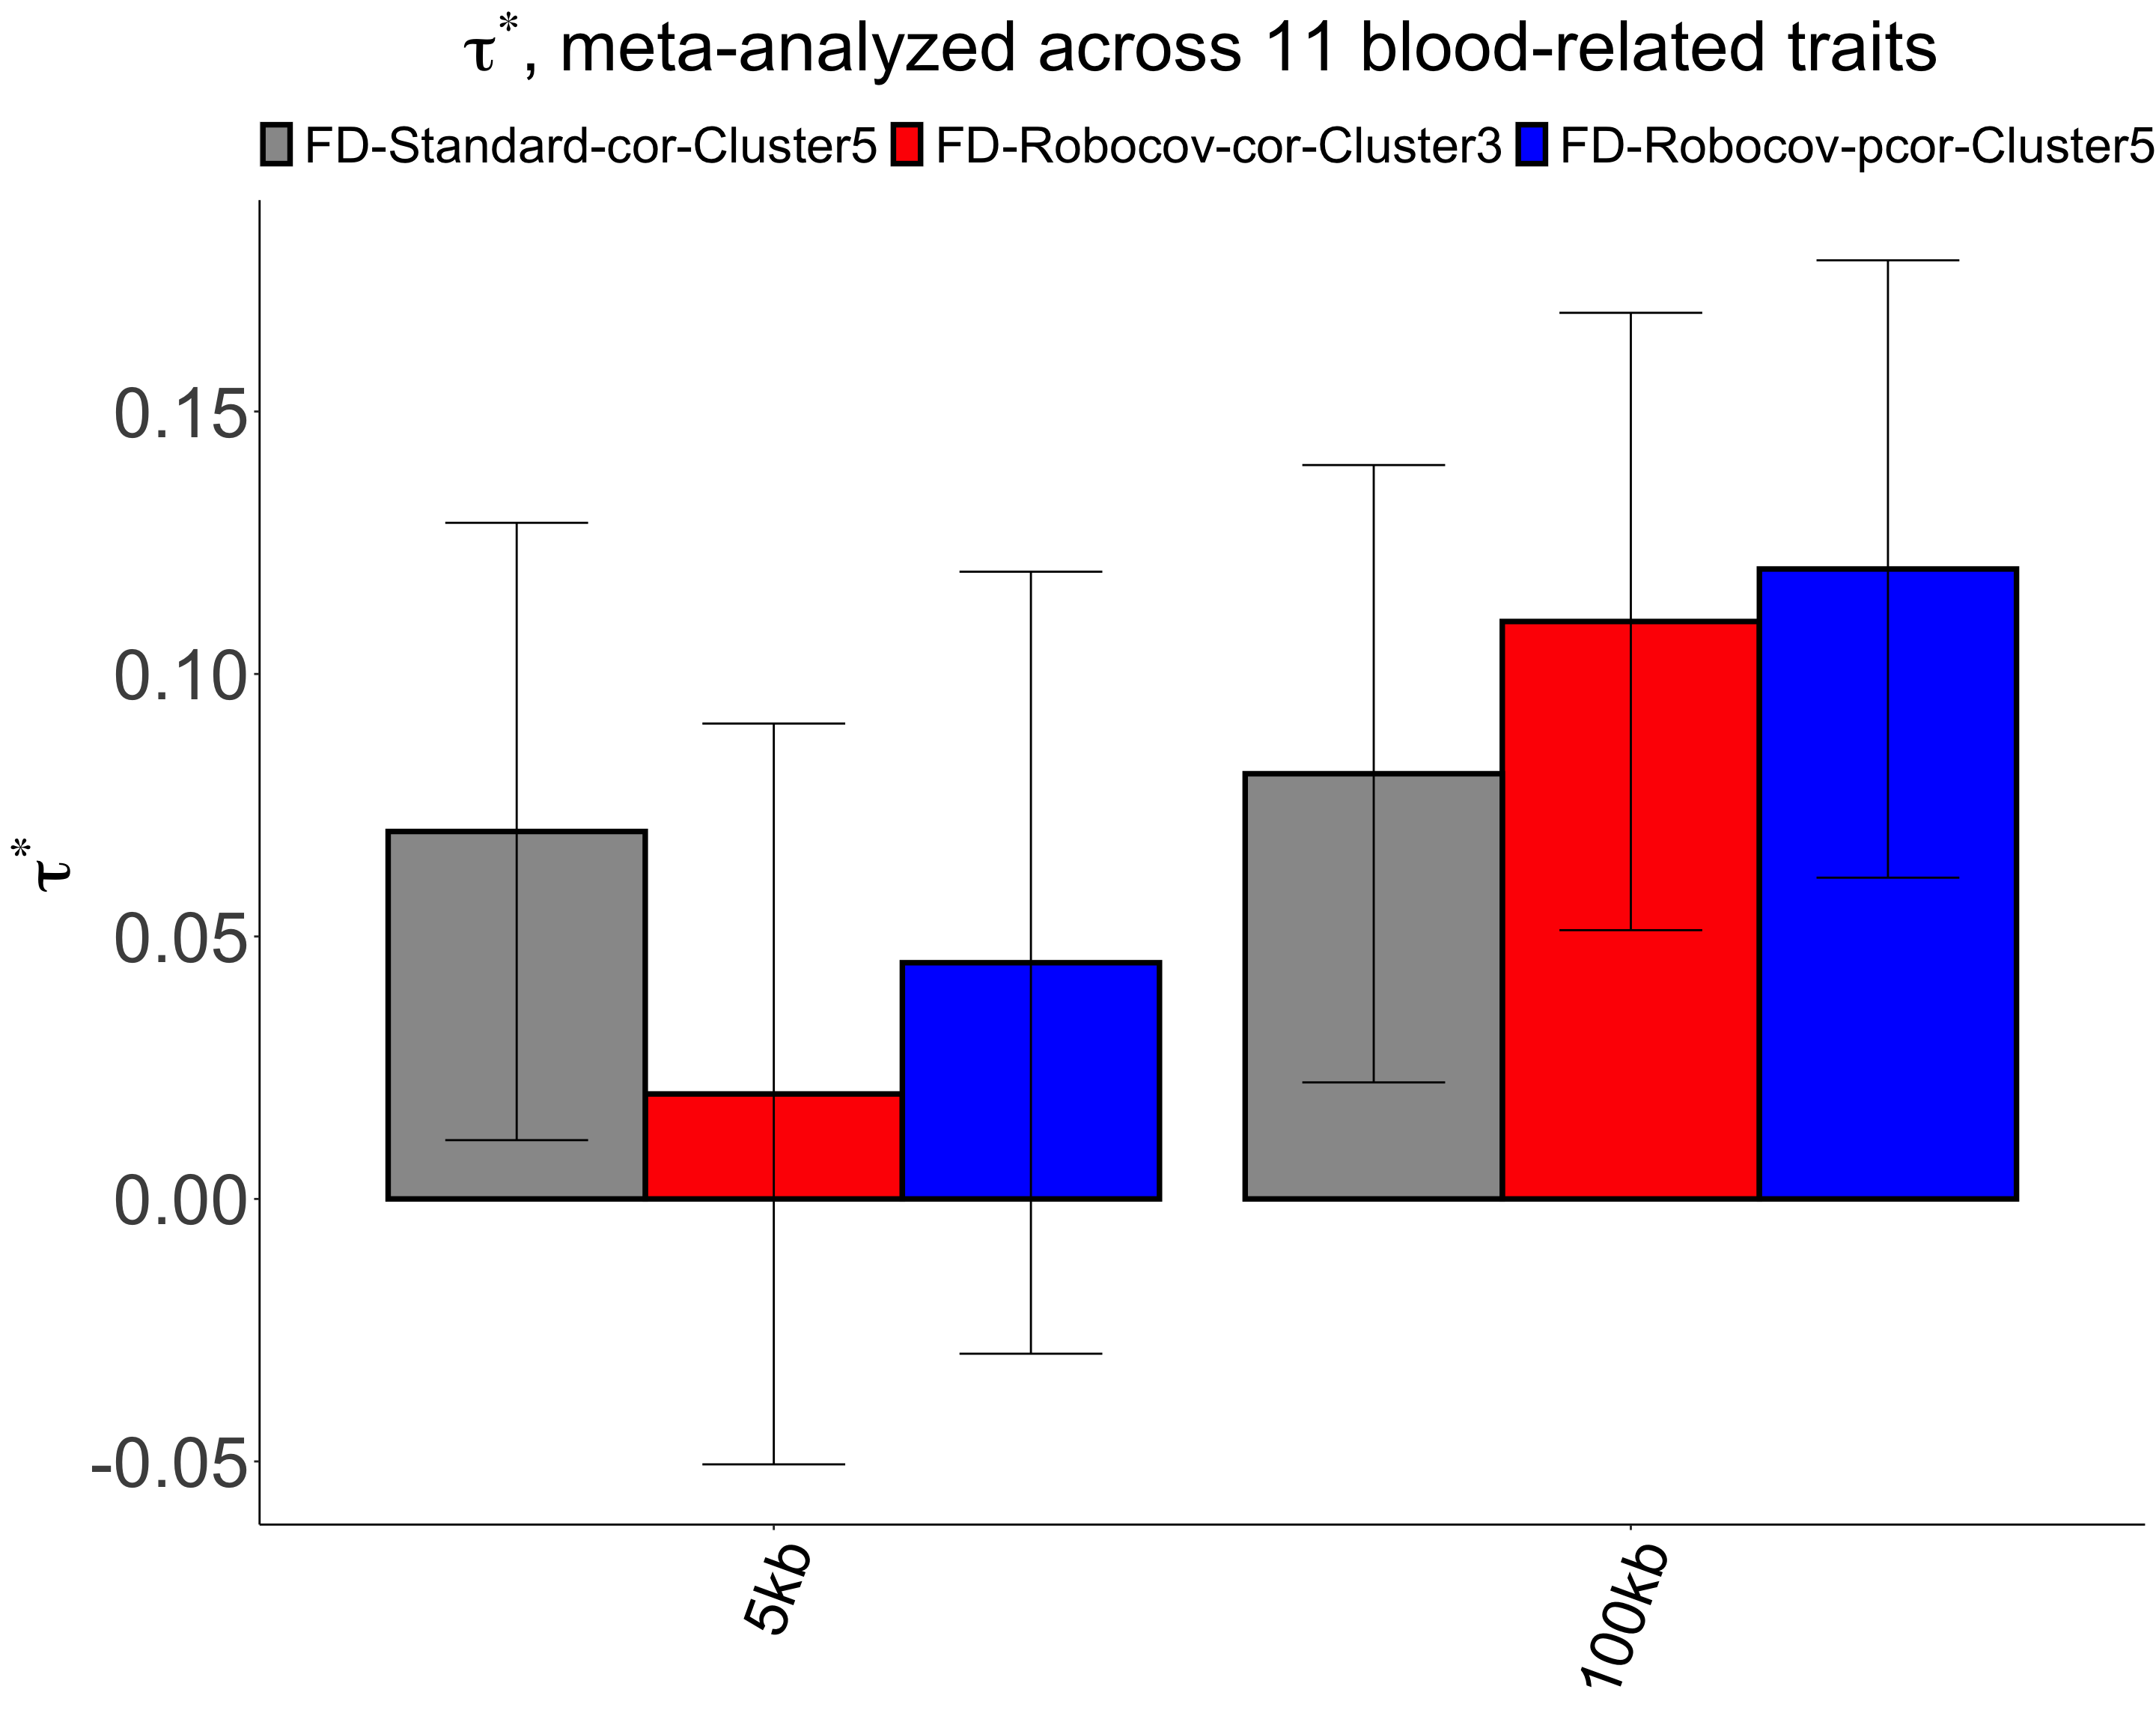 τ*, meta-analyzed across 11 blood-related traits
FD-Standard-cor-Cluster5 FD-Robocov-cor-Cluster3 FD-Robocov-pcor-Cluster5
0.15
0.10
0.05
0.00
-0.05
τ*
5kb
100kb